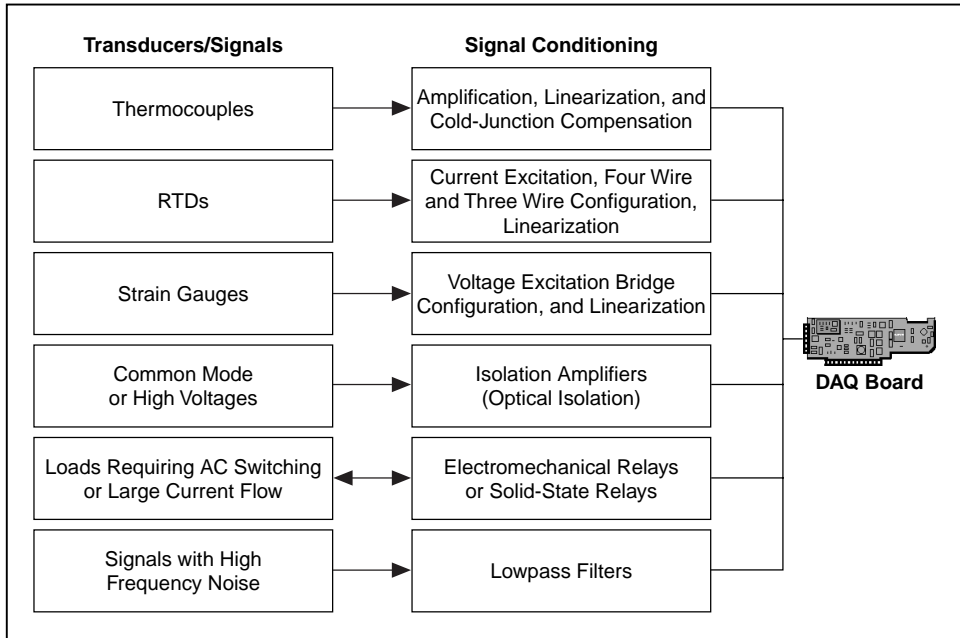 Transducers/Signals
Signal Conditioning
Thermocouples
Amplification, Linearization, and
Cold-Junction Compensation
RTDs
Current Excitation, Four Wire
and Three Wire Configuration,
Linearization
Strain Gauges
Voltage Excitation Bridge
Configuration, and Linearization
Common Mode
or High Voltages
Isolation Amplifiers
(Optical Isolation)
Loads Requiring AC Switching
or Large Current Flow
Electromechanical Relays
or Solid-State Relays
Signals with High
Frequency Noise
Lowpass Filters
DAQ Board